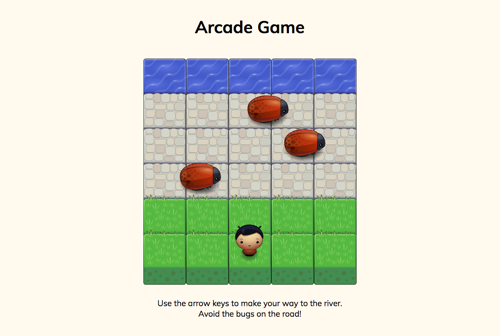 Arcade Game
Use the arrow keys to make your way to the river.
Avoid the bugs on the road!